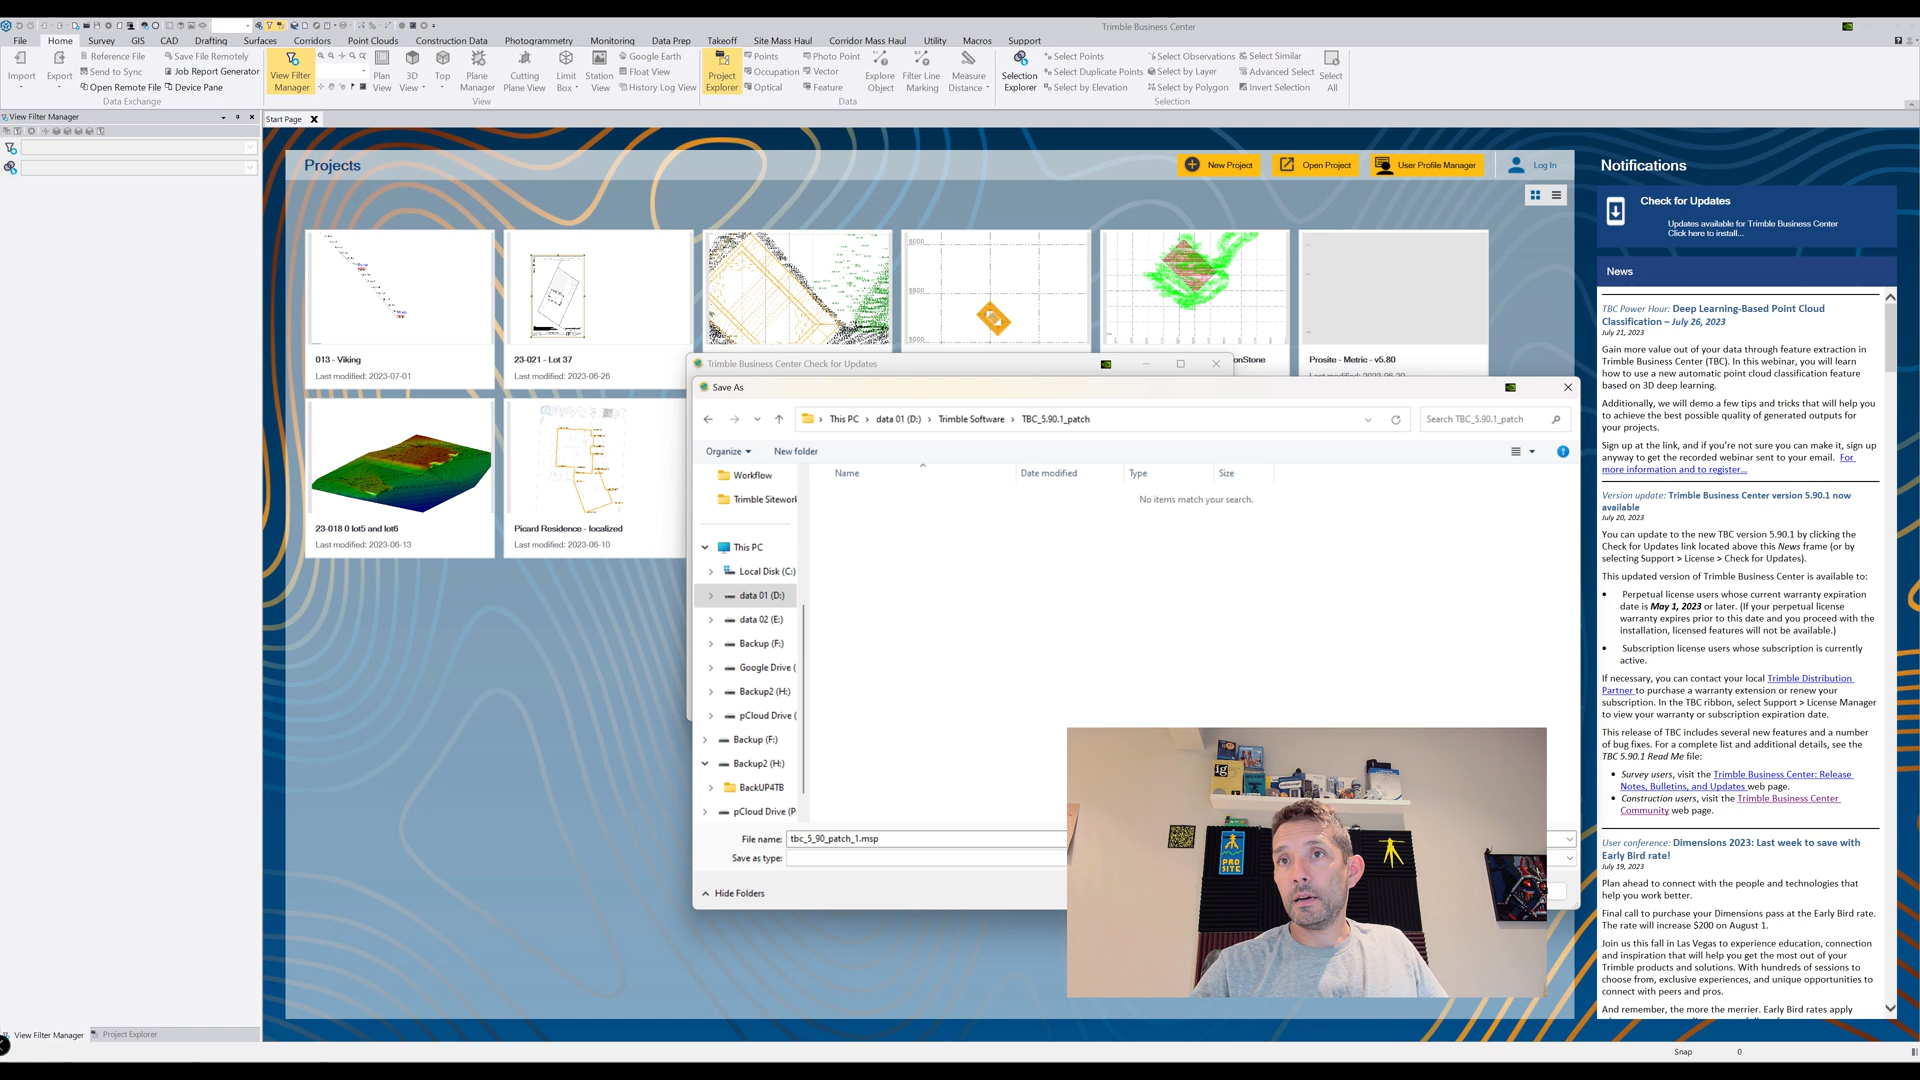 Trimble Business Center
File Home Survey GIS CAD Drafting Surfaces Corridors Point Clouds Construction Data Photogrammetry Monitoring Data Prep Takeoff Site Mass Haul Corridor Mass Haul Utility Macros Support
Import
Export
Reference File
Save File Remotely
Send to Sync
Job Report Generator
Open Remote File
Device Pane
Data Exchange
View Filter Manager
Plan View
3D View
Top
Plane Manager
Cutting Plane View
Limit Box
Station View
Google Earth
Float View
History Log View
View
Project Explorer
Points
Photo Point
Occupation
Vector
Optical
Feature
Explore Object
Filter Line Marking
Measure Distance
Data
Selection Explorer
Select Points
Select Observations
Select Similar
Select Duplicate Points
Select by Layer
Advanced Select
Select by Elevation
Select by Polygon
Invert Selection
Select All
Selection
View Filter Manager
Start Page
Projects
New Project
Open Project
User Profile Manager
Log In
013 - Viking
Last modified: 2023-07-01
23-021 - Lot 37
Last modified: 2023-06-26
6000
5500
5000
onStone
Prosite - Metric - v5.80
23-018 0 lot5 and lot6
Last modified: 2023-06-13
Picard Residence - localized
Last modified: 2023-06-10
Trimble Business Center Check for Updates
Save As
This PC > data 01 (D:) > Trimble Software > TBC_5.90.1_patch
Search TBC_5.90.1_patch
Organize
New folder
Name Date modified Type Size
No items match your search.
Workflow
Trimble Sitework
This PC
Local Disk (C:)
data 01 (D:)
data 02 (E:)
Backup (F:)
Google Drive (
Backup2 (H:)
pCloud Drive (
Backup (F:)
Backup2 (H:)
BackUP4TB
pCloud Drive (P
File name: tbc_5_90_patch_1.msp
Save as type:
Hide Folders
PRO
SITE
Notifications
Check for Updates
Updates available for Trimble Business Center
Click here to install...
News
TBC Power Hour: Deep Learning-Based Point Cloud
Classification – July 26, 2023
July 21, 2023
Gain more value out of your data through feature extraction in
Trimble Business Center (TBC). In this webinar, you will learn
how to use a new automatic point cloud classification feature
based on 3D deep learning.
Additionally, we will demo a few tips and tricks that will help you
to achieve the best possible quality of generated outputs for
your projects.
Sign up at the link, and if you're not sure you can make it, sign up
anyway to get the recorded webinar sent to your email. For
more information and to register...
Version update: Trimble Business Center version 5.90.1 now
available
July 20, 2023
You can update to the new TBC version 5.90.1 by clicking the
Check for Updates link located above this News frame (or by
selecting Support > License > Check for Updates).
This updated version of Trimble Business Center is available to:
• Perpetual license users whose current warranty expiration
date is May 1, 2023 or later. (If your perpetual license
warranty expires prior to this date and you proceed with the
installation, licensed features will not be available.)
• Subscription license users whose subscription is currently
active.
If necessary, you can contact your local Trimble Distribution
Partner to purchase a warranty extension or renew your
subscription. In the TBC ribbon, select Support > License Manager
to view your warranty or subscription expiration date.
This release of TBC includes several new features and a number
of bug fixes. For a complete list and additional details, see the
TBC 5.90.1 Read Me file:
• Survey users, visit the Trimble Business Center: Release
Notes, Bulletins, and Updates web page.
• Construction users, visit the Trimble Business Center
Community web page.
User conference: Dimensions 2023: Last week to save with
Early Bird rate!
July 19, 2023
Plan ahead to connect with the people and technologies that
help you work better.
Final call to purchase your Dimensions pass at the Early Bird rate.
The rate will increase $200 on August 1.
Join us this fall in Las Vegas to experience education, connection
and inspiration that will help you get the most out of your
Trimble products and solutions. With hundreds of sessions to
choose from, exclusive experiences, and unique opportunities to
connect with peers and pros.
And remember, the more the merrier. Early Bird rates apply
View Filter Manager
Project Explorer
Snap
0